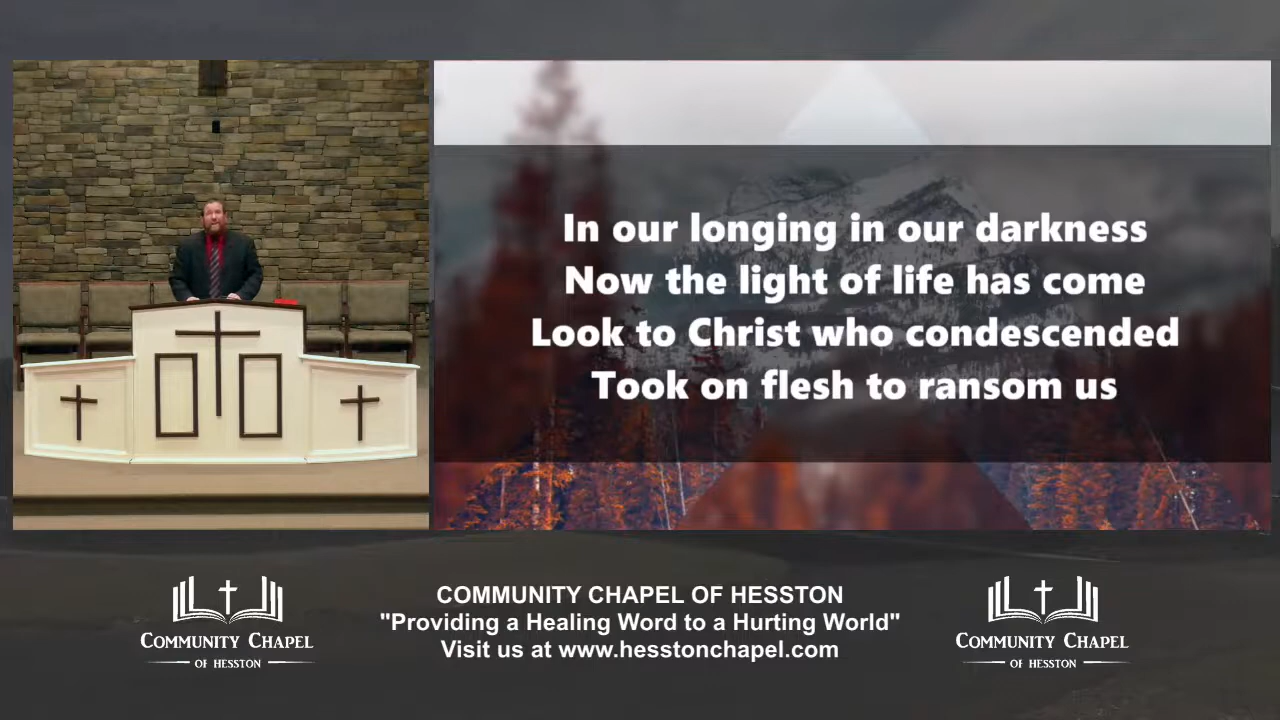 In our longing in our darkness
Now the light of life has come
Look to Christ who condescended
Took on flesh to ransom us
COMMUNITY CHAPEL
OF HESSTON
COMMUNITY CHAPEL OF HESSTON
"Providing a Healing Word to a Hurting World"
Visit us at www.hesstonchapel.com
COMMUNITY CHAPEL
OF HESSTON